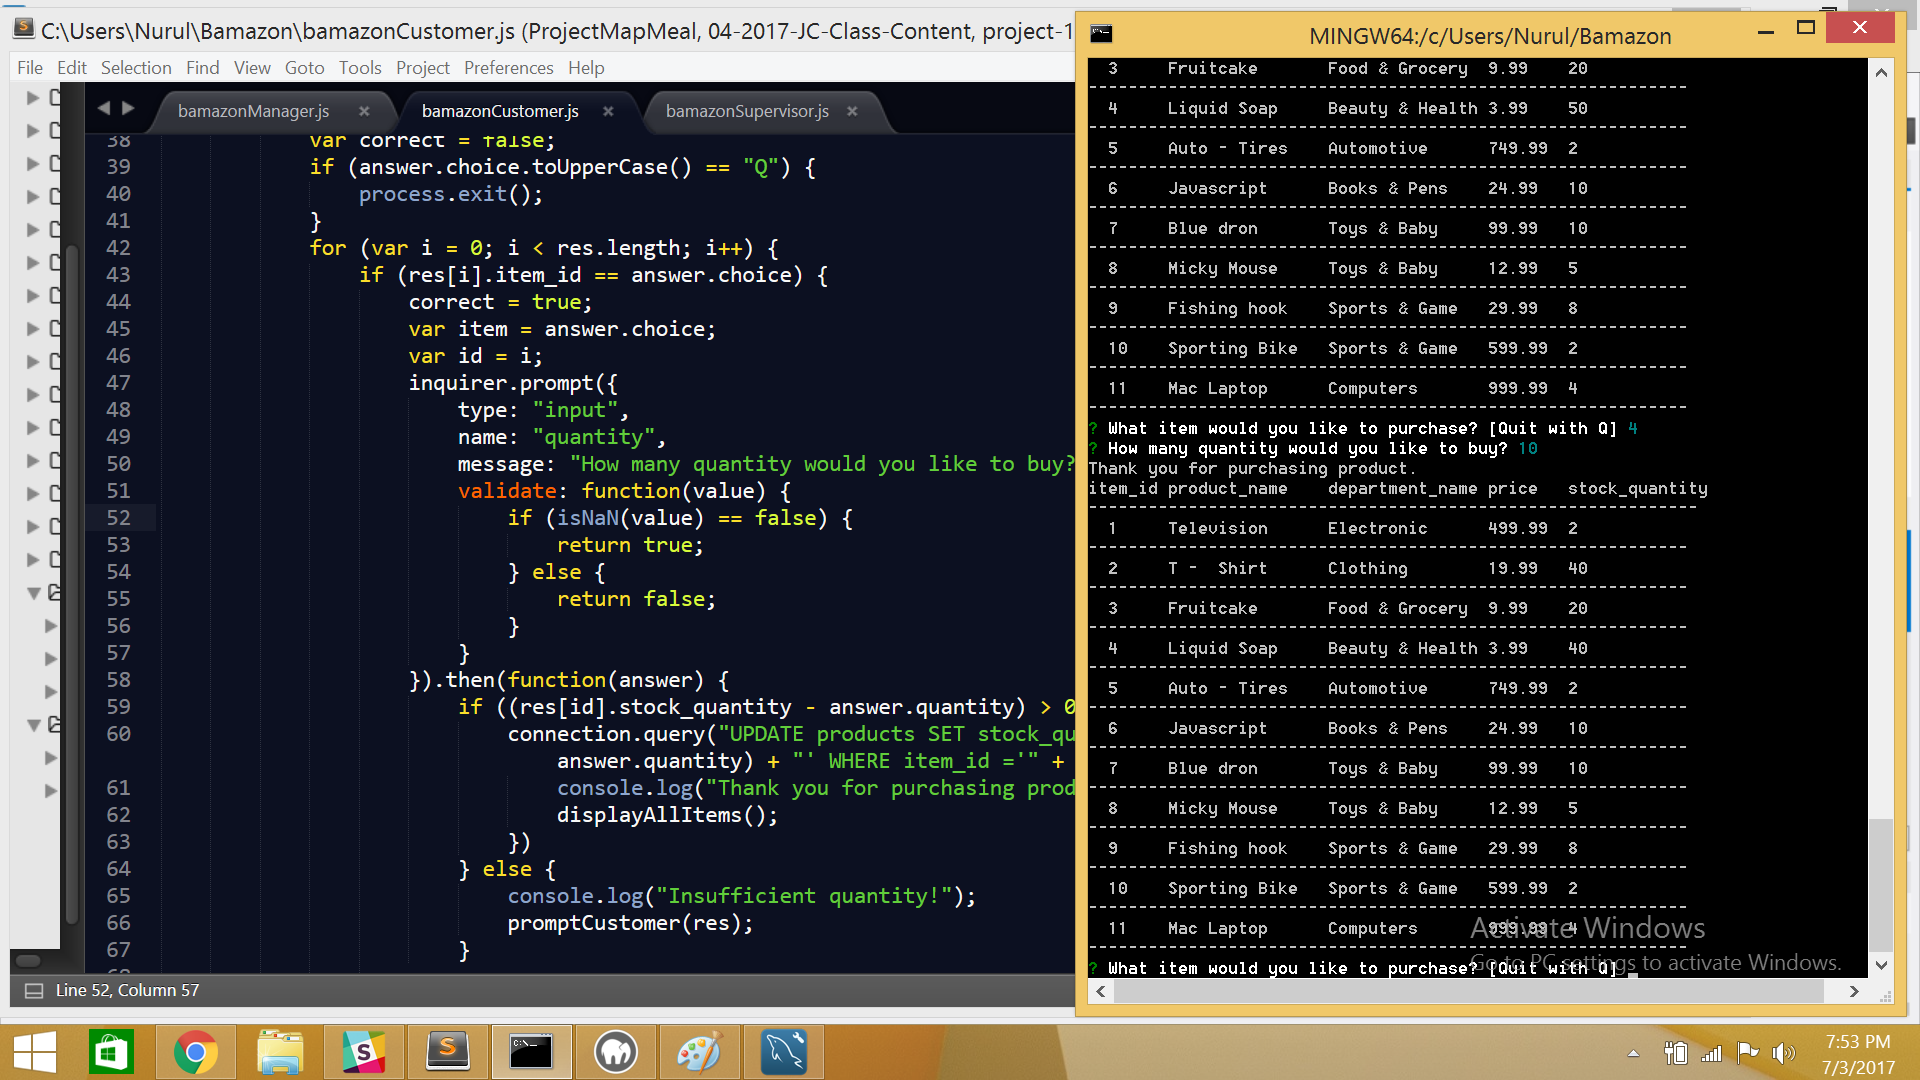 C:\Users\Nurul\Bamazon\bamazonCustomer.js (ProjectMapMeal, 04-2017-JC-Class-Content, project-1
File Edit Selection Find View Goto Tools Project Preferences Help
bamazonManager.js × bamazonCustomer.js × bamazonSupervisor.js ×
38 var correct = false;
39 if (answer.choice.toUpperCase() == "Q") {
40 process.exit();
41 }
42 for (var i = 0; i < res.length; i++) {
43 if (res[i].item_id == answer.choice) {
44 correct = true;
45 var item = answer.choice;
46 var id = i;
47 inquirer.prompt({
48 type: "input",
49 name: "quantity",
50 message: "How many quantity would you like to buy?
51 validate: function(value) {
52 if (isNaN(value) == false) {
53 return true;
54 } else {
55 return false;
56 }
57 }
58 }).then(function(answer) {
59 if ((res[id].stock_quantity - answer.quantity) > 0
60 connection.query("UPDATE products SET stock_qu
answer.quantity) + "' WHERE item_id ='" +
61 console.log("Thank you for purchasing prod
62 displayAllItems();
63 })
64 } else {
65 console.log("Insufficient quantity!");
66 promptCustomer(res);
67 }
Line 52, Column 57
MINGW64:/c/Users/Nurul/Bamazon
3 Fruitcake Food & Grocery 9.99 20
4 Liquid Soap Beauty & Health 3.99 50
5 Auto - Tires Automotive 749.99 2
6 Javascript Books & Pens 24.99 10
7 Blue dron Toys & Baby 99.99 10
8 Micky Mouse Toys & Baby 12.99 5
9 Fishing hook Sports & Game 29.99 8
10 Sporting Bike Sports & Game 599.99 2
11 Mac Laptop Computers 999.99 4
? What item would you like to purchase? [Quit with Q] 4
? How many quantity would you like to buy? 10
Thank you for purchasing product.
item_id product_name department_name price stock_quantity
1 Television Electronic 499.99 2
2 T - Shirt Clothing 19.99 40
3 Fruitcake Food & Grocery 9.99 20
4 Liquid Soap Beauty & Health 3.99 40
5 Auto - Tires Automotive 749.99 2
6 Javascript Books & Pens 24.99 10
7 Blue dron Toys & Baby 99.99 10
8 Micky Mouse Toys & Baby 12.99 5
9 Fishing hook Sports & Game 29.99 8
10 Sporting Bike Sports & Game 599.99 2
11 Mac Laptop Computers 999.99 4
? What item would you like to purchase? [Quit with Q]
Activate Windows
Go to PC settings to activate Windows.
7:53 PM
7/3/2017